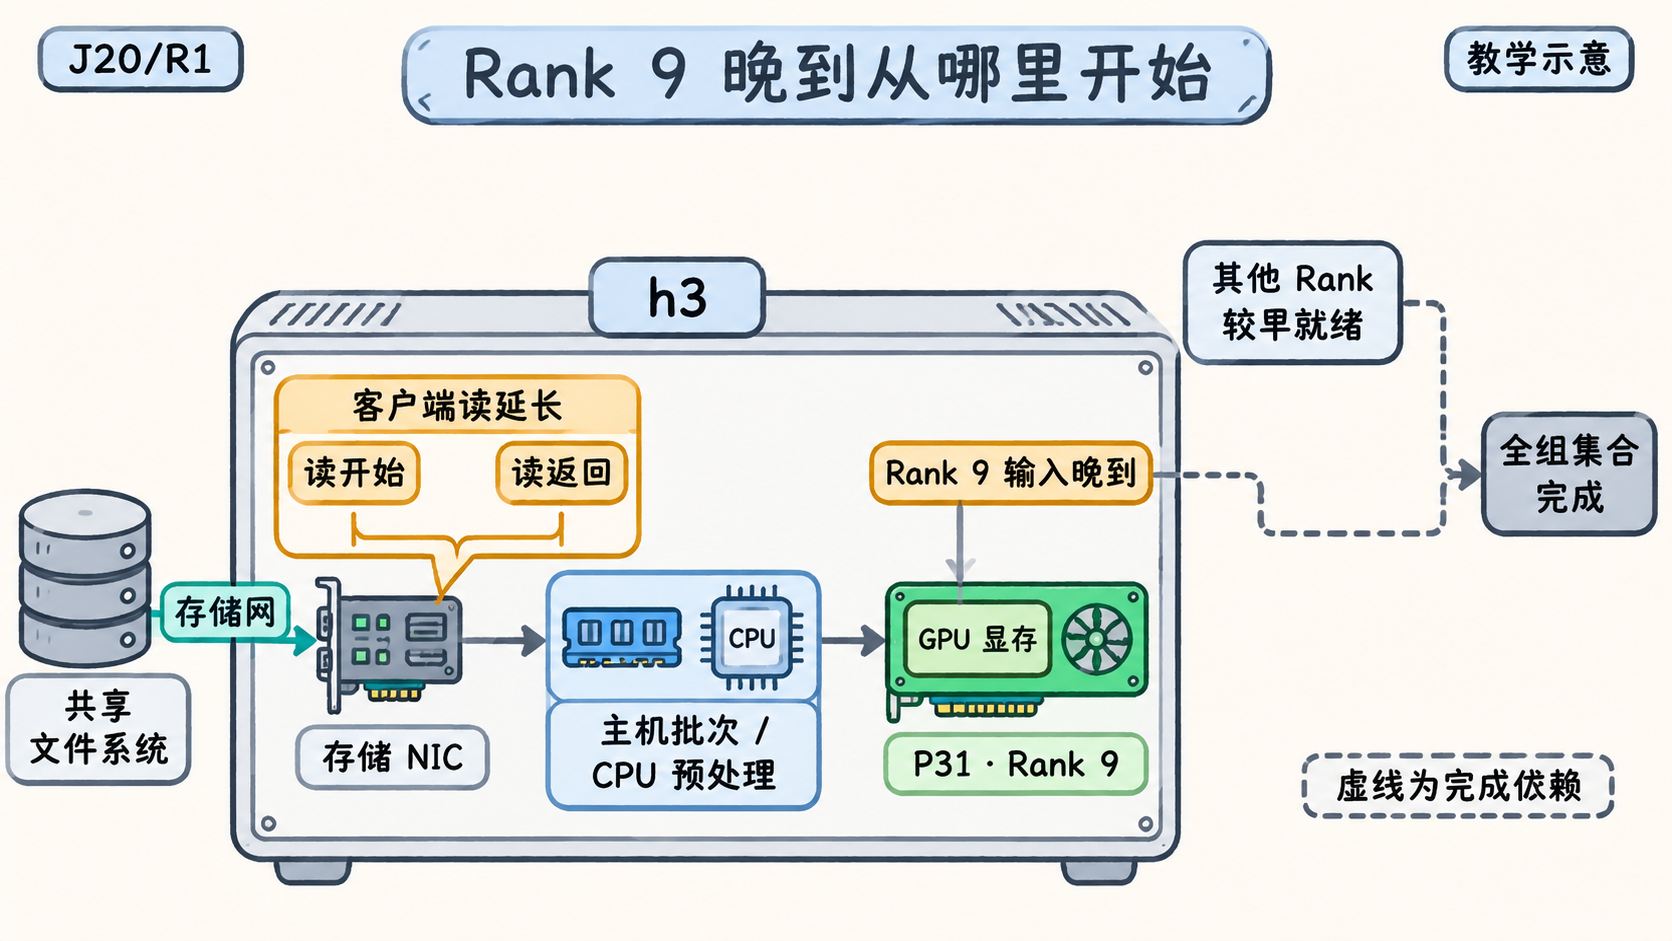 J20/R1
Rank 9 晚到从哪里开始
教学示意
h3
其他 Rank
较早就绪
客户端读延长
读开始
读返回
Rank 9 输入晚到
全组集合
完成
存储网
CPU
GPU 显存
共享
文件系统
存储 NIC
主机批次 /
CPU 预处理
P31 · Rank 9
虚线为完成依赖